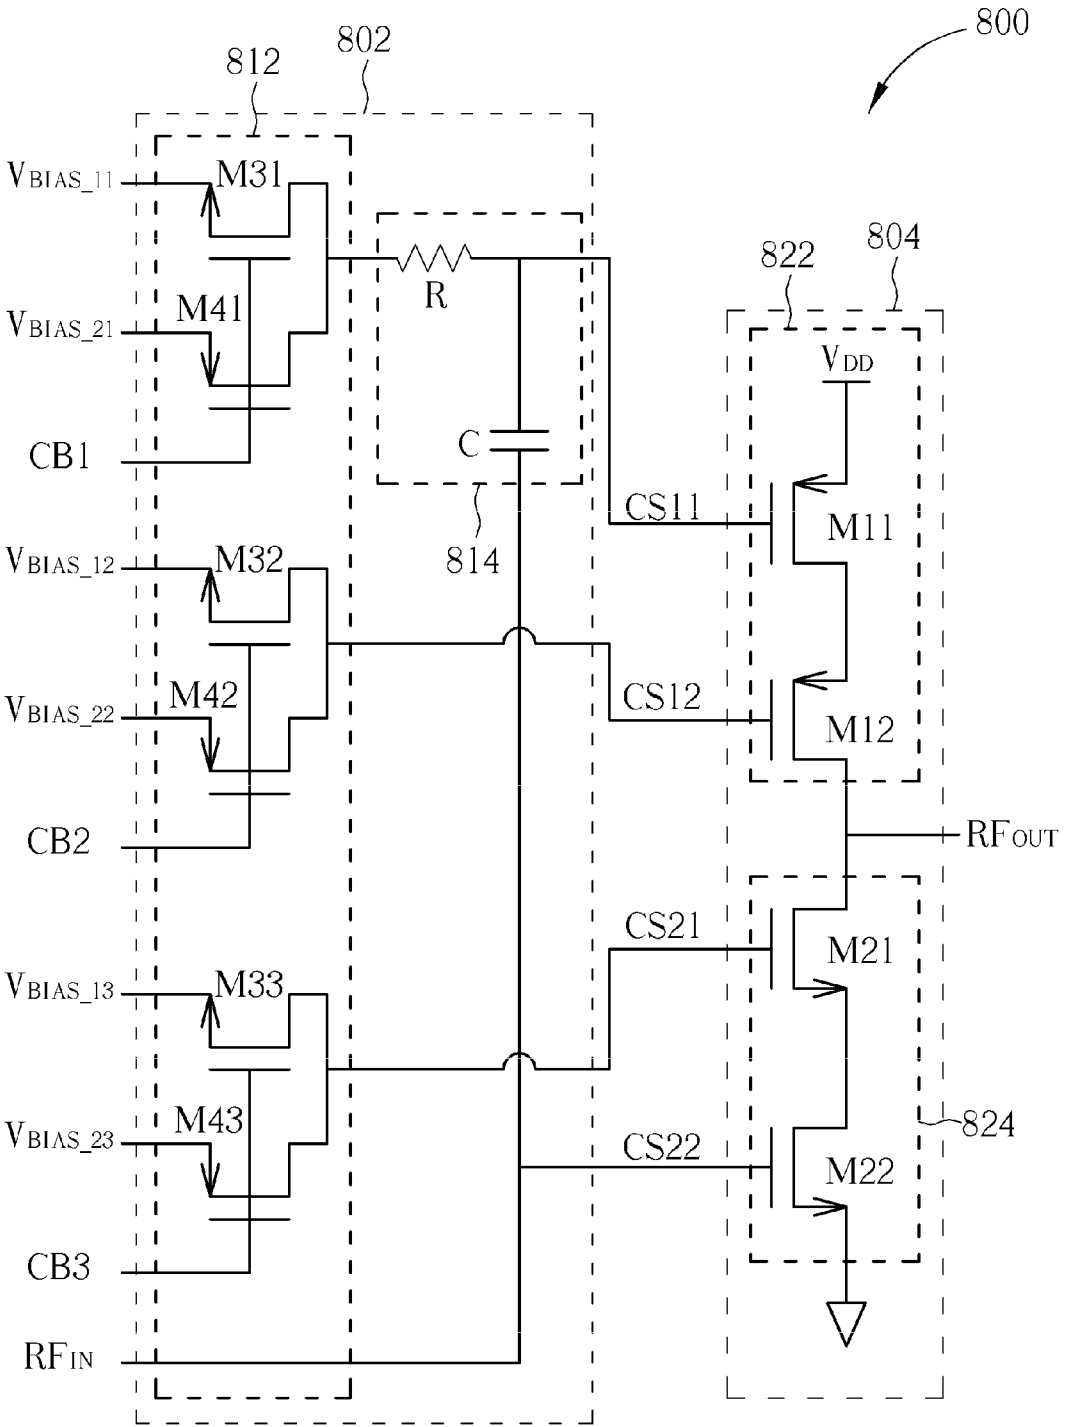 800
802
812
VBIAS_11
M31
804
822
M41
VBIAS_21
R
VDD
CB1
C
CS11
M11
814
VBIAS_12
M32
M42
VBIAS_22
CS12
M12
CB2
RFOUT
CS21
M21
VBIAS_13
M33
M43
VBIAS_23
824
CS22
M22
CB3
RFIN